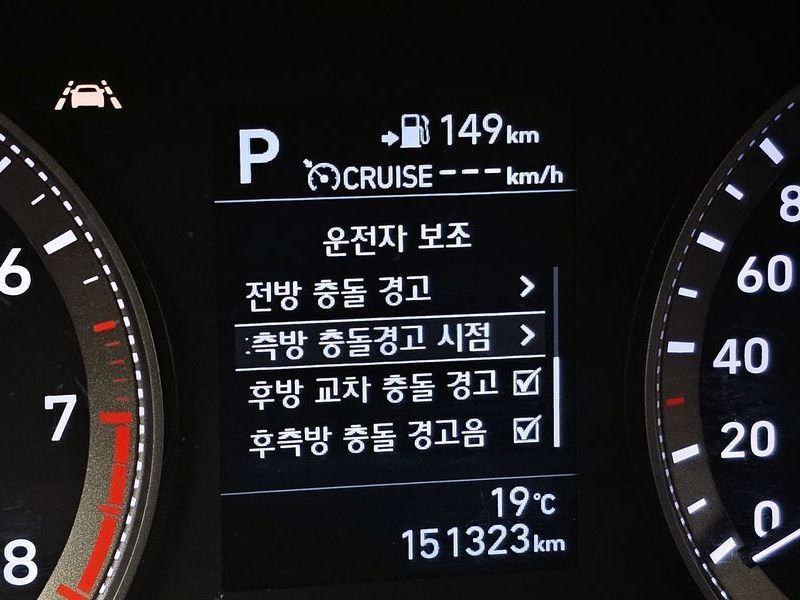 P
149km
CRUISE---km/h
운전자 보조
전방 충돌 경고
측방 충돌경고 시점
후방 교차 충돌 경고
후측방 충돌 경고음
19℃
151323km
6
7
8
8
60
40
20
0